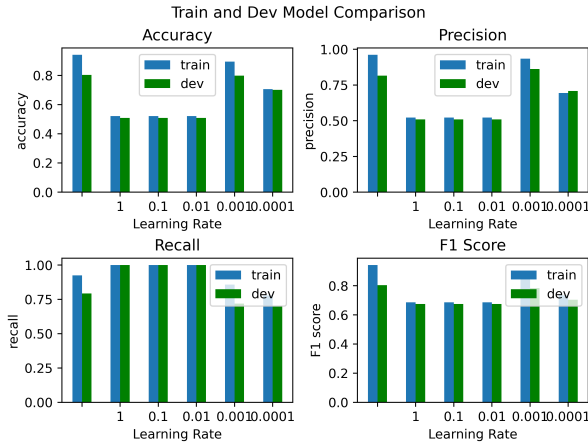 Train and Dev Model Comparison
Accuracy
accuracy
0.8
0.6
0.4
0.2
0.0
train
dev
1 0.1 0.01 0.001 0.0001
Learning Rate
Precision
precision
1.00
0.75
0.50
0.25
0.00
train
dev
1 0.1 0.01 0.001 0.0001
Learning Rate
Recall
recall
1.00
0.75
0.50
0.25
0.00
train
dev
1 0.1 0.01 0.001 0.0001
Learning Rate
F1 Score
F1 score
0.8
0.6
0.4
0.2
0.0
train
dev
1 0.1 0.01 0.001 0.0001
Learning Rate